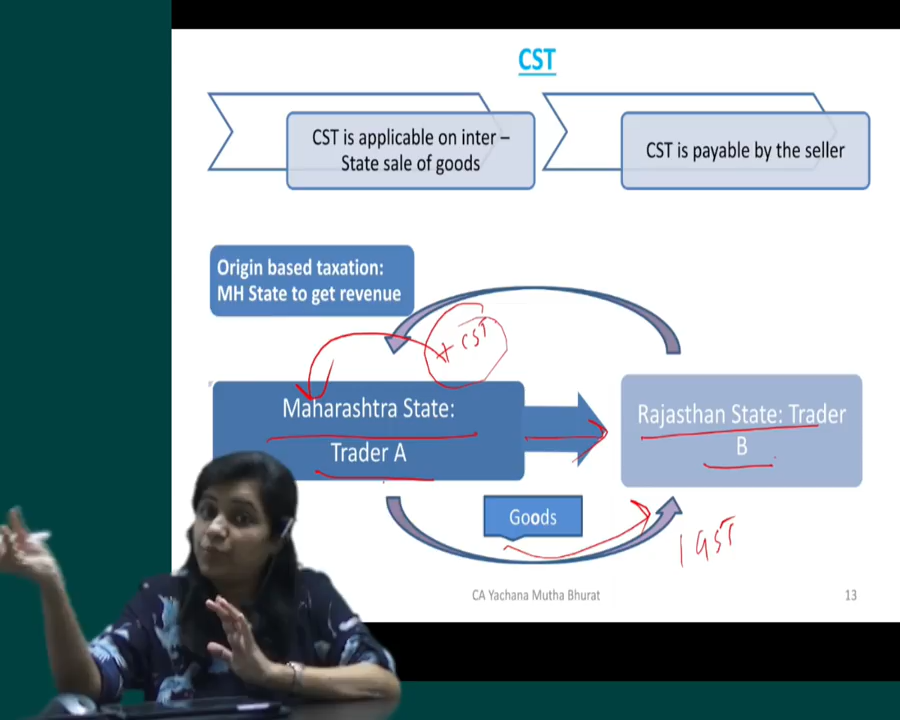 CST
CST is applicable on inter –
State sale of goods
CST is payable by the seller
Origin based taxation:
MH State to get revenue
+ CST
Maharashtra State:
Trader A
Rajasthan State: Trader
B
Goods
IGST
CA Yachana Mutha Bhurat
13